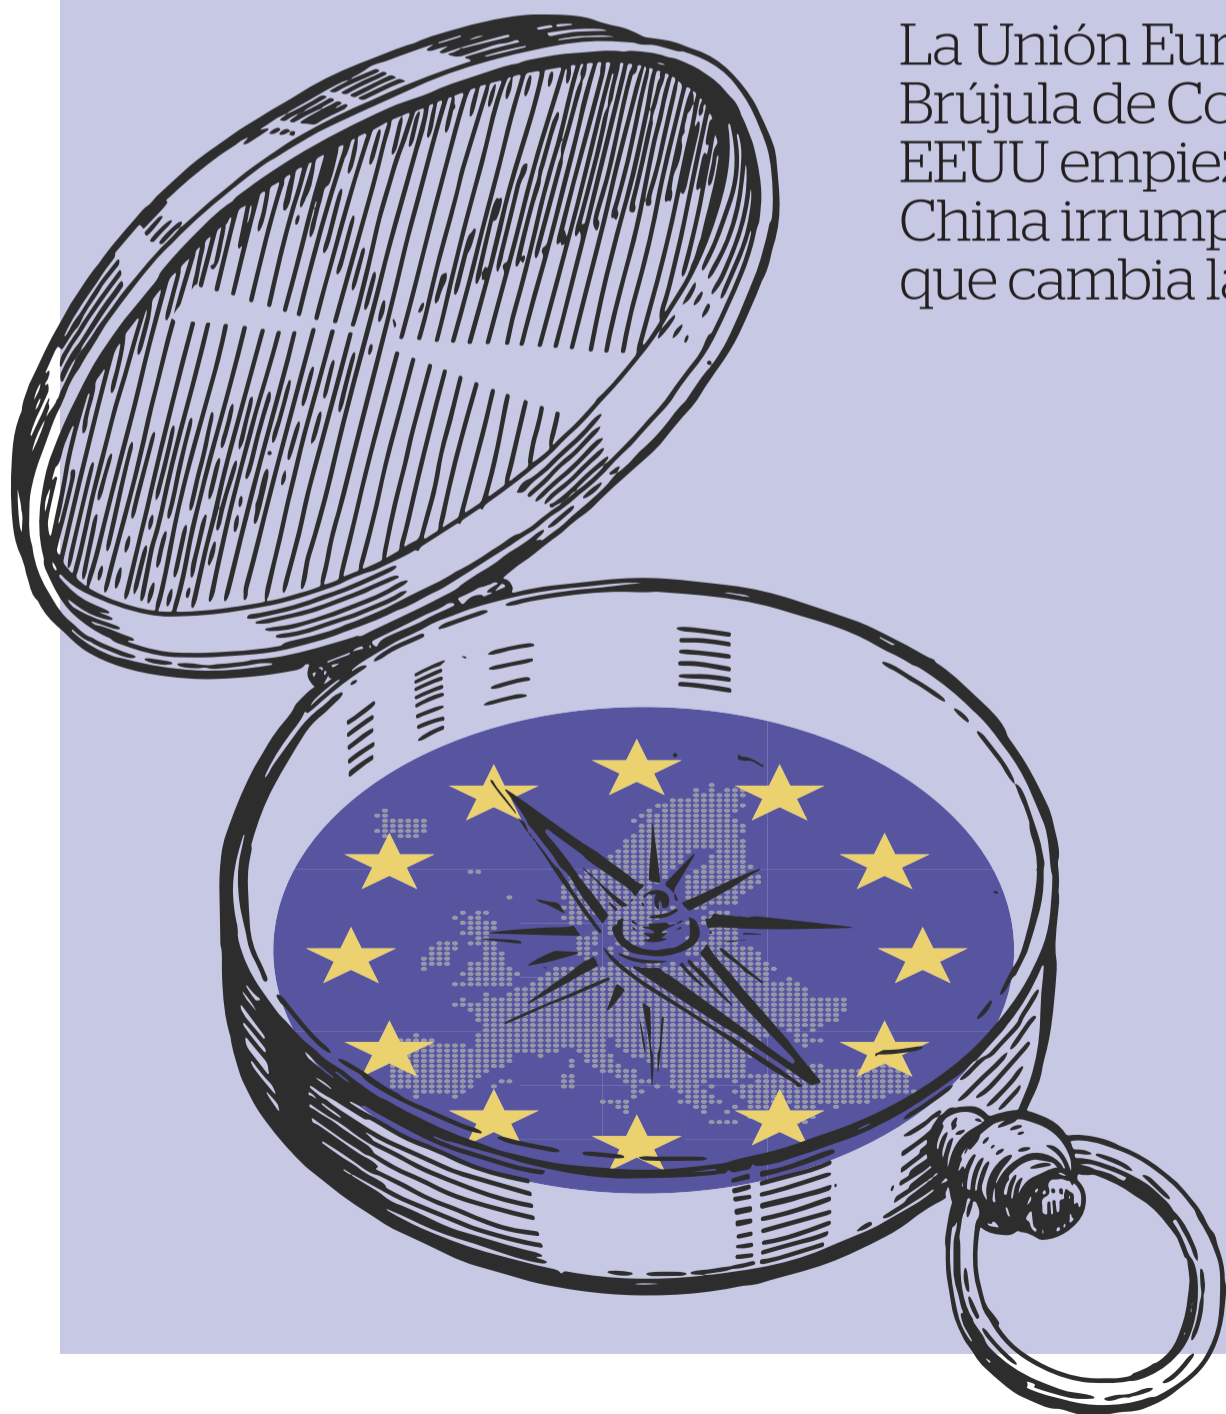 La Unión Eur
Brújula de Co
EEUU empiez
China irrump
que cambia la